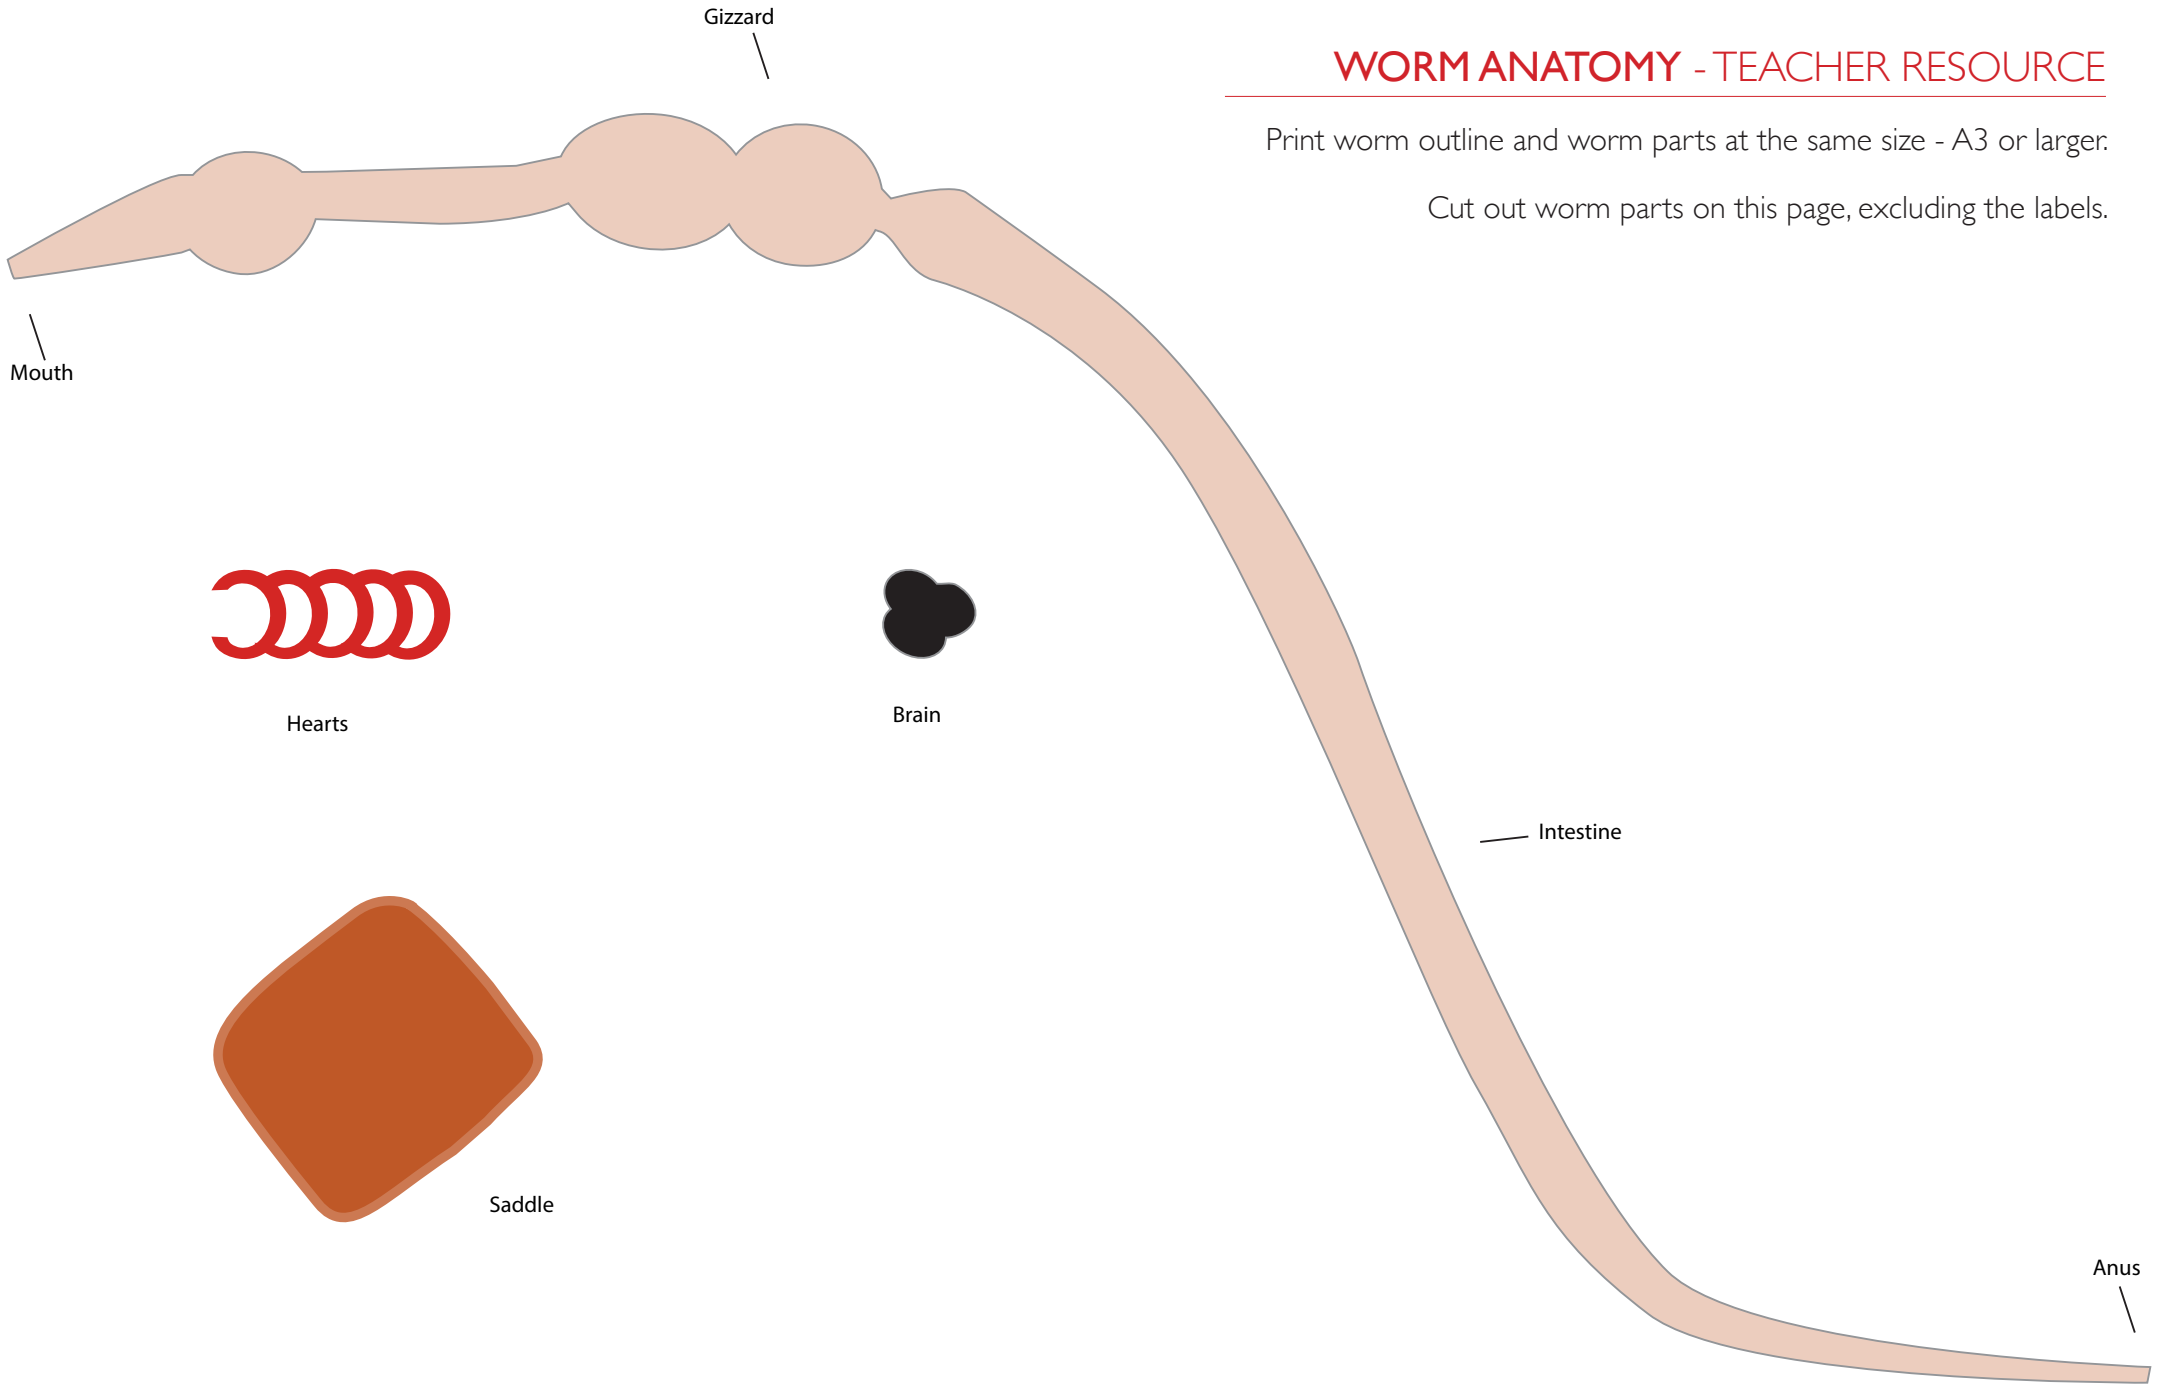 Gizzard
WORM ANATOMY - TEACHER RESOURCE
Print worm outline and worm parts at the same size - A3 or larger.
Cut out worm parts on this page, excluding the labels.
Mouth
Hearts
Brain
Intestine
Saddle
Anus